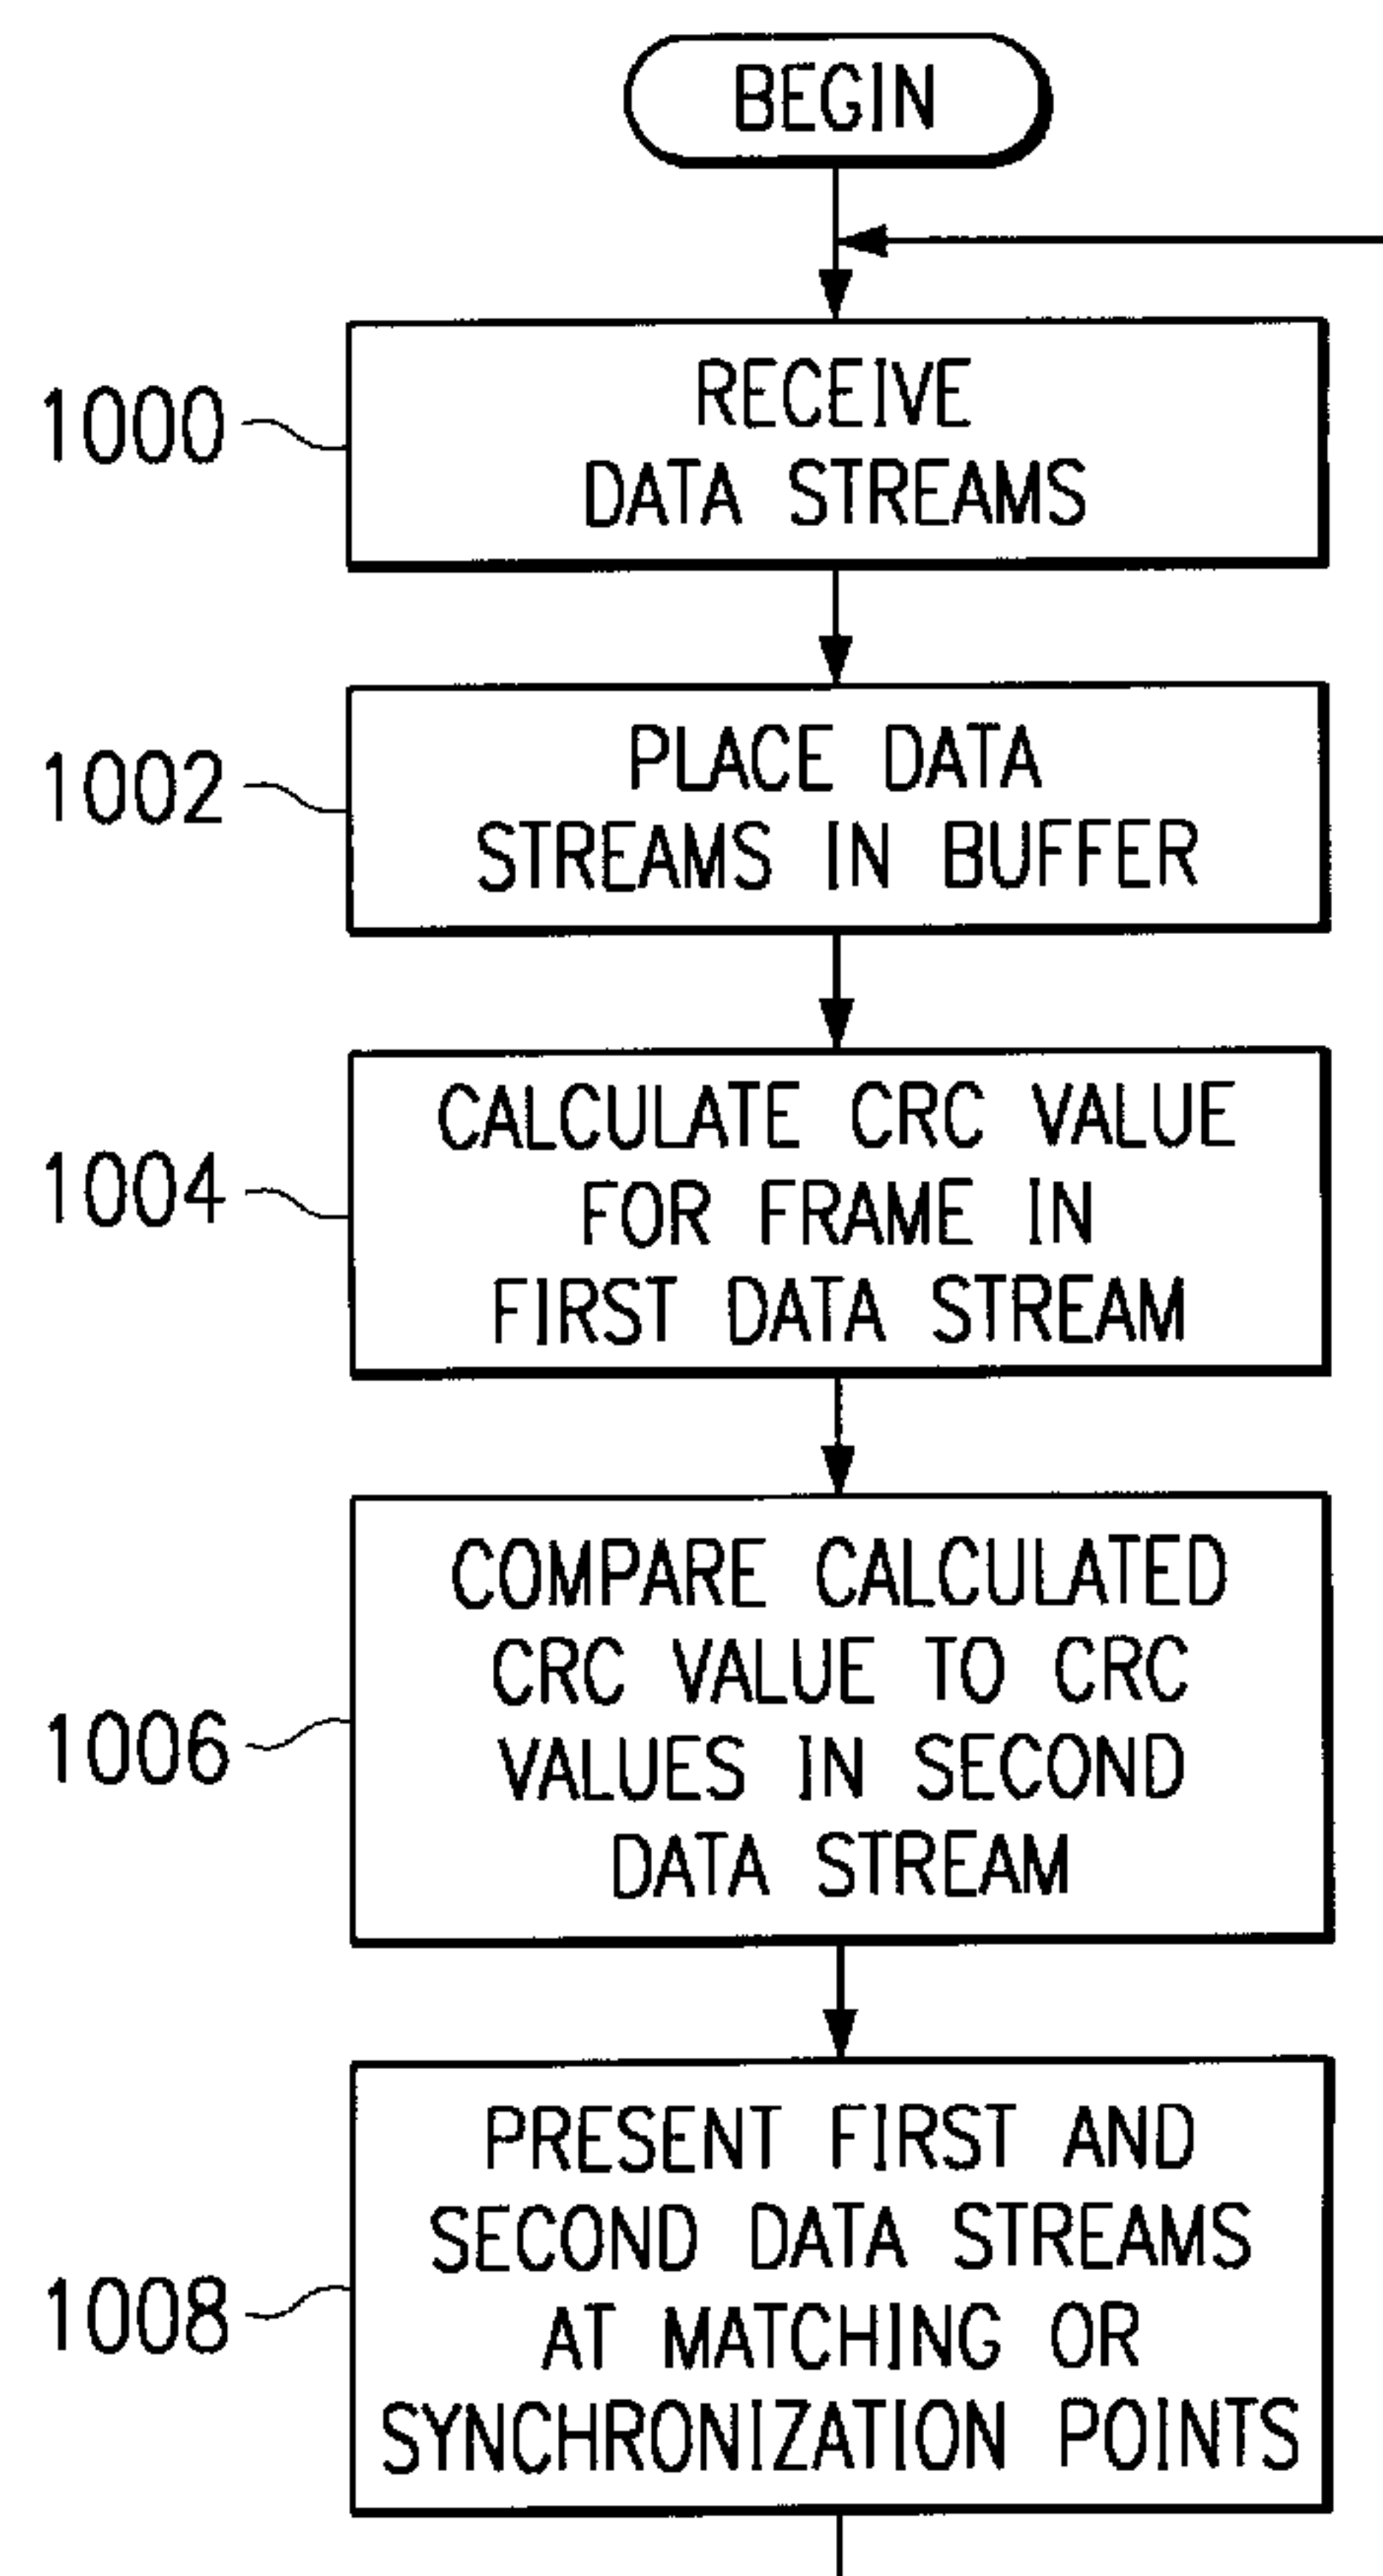 BEGIN
1000
RECEIVE
DATA STREAMS
1002
PLACE DATA
STREAMS IN BUFFER
1004
CALCULATE CRC VALUE
FOR FRAME IN
FIRST DATA STREAM
1006
COMPARE CALCULATED
CRC VALUE TO CRC
VALUES IN SECOND
DATA STREAM
1008
PRESENT FIRST AND
SECOND DATA STREAMS
AT MATCHING OR
SYNCHRONIZATION POINTS